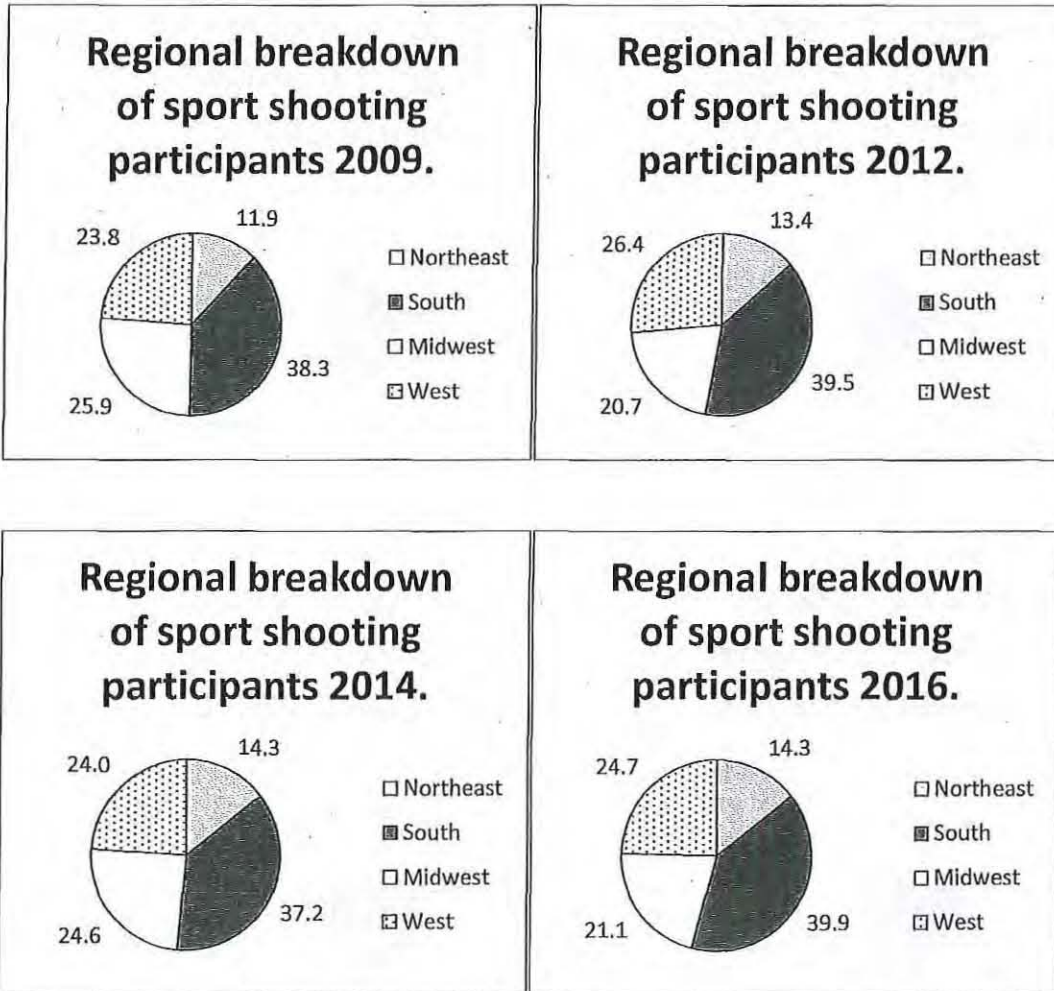 Regional breakdown
of sport shooting
participants 2009.
11.9
23.8
38.3
25.9
Northeast
South
Midwest
West
Regional breakdown
of sport shooting
participants 2012.
13.4
26.4
39.5
20.7
Northeast
South
Midwest
West
Regional breakdown
of sport shooting
participants 2014.
14.3
24.0
37.2
24.6
Northeast
South
Midwest
West
Regional breakdown
of sport shooting
participants 2016.
14.3
24.7
39.9
21.1
Northeast
South
Midwest
West